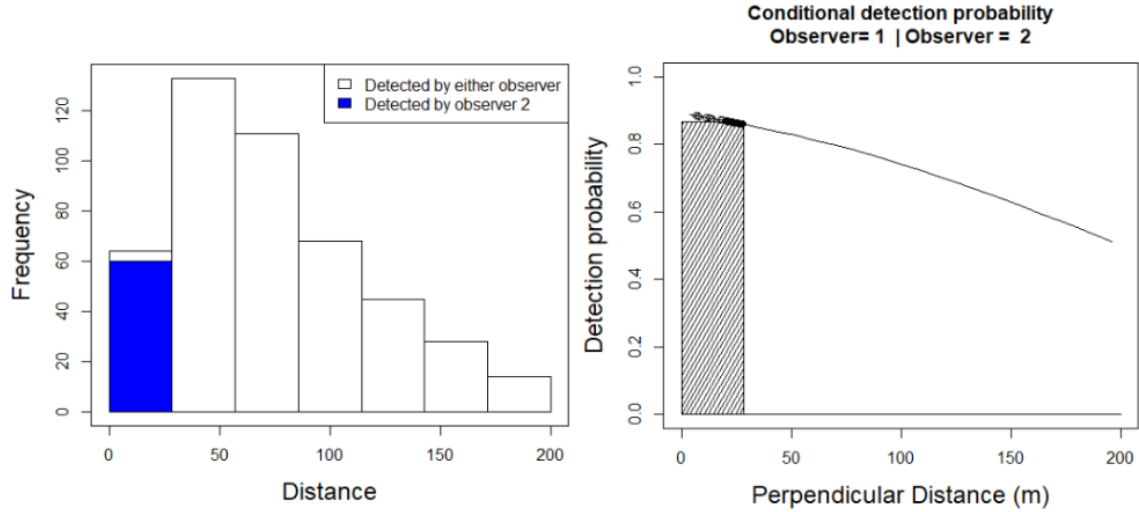 Detected by either observer
Detected by observer 2
Frequency
0
20
40
60
80
100
120
0
50
100
150
200
Distance
Conditional detection probability
Observer= 1 | Observer = 2
Detection probability
0.0
0.2
0.4
0.6
0.8
1.0
0
50
100
150
200
Perpendicular Distance (m)